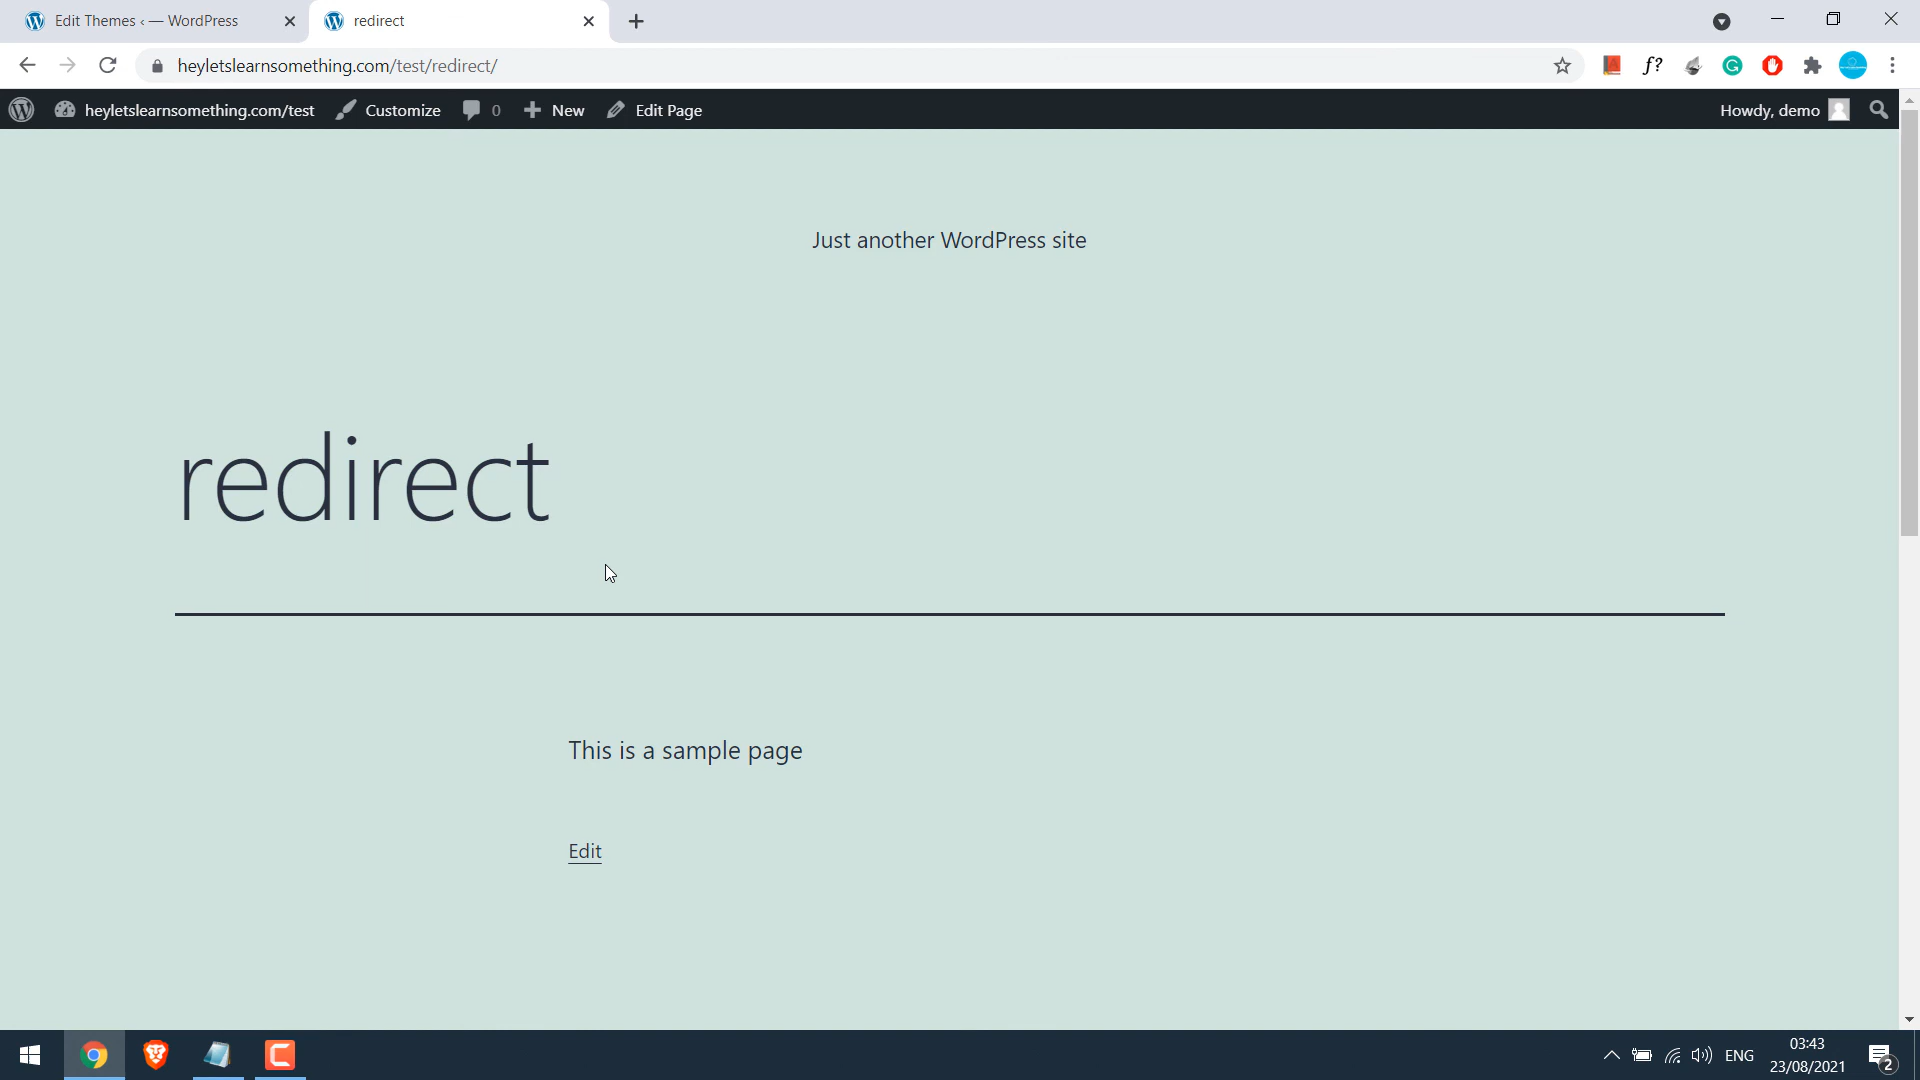 Edit Themes ‹ — WordPress
redirect
heyletslearnsomething.com/test/redirect/
f?
heyletslearnsomething.com/test
Customize
0
New
Edit Page
Howdy, demo
Just another WordPress site
redirect
This is a sample page
Edit
ENG
03:43
23/08/2021
2